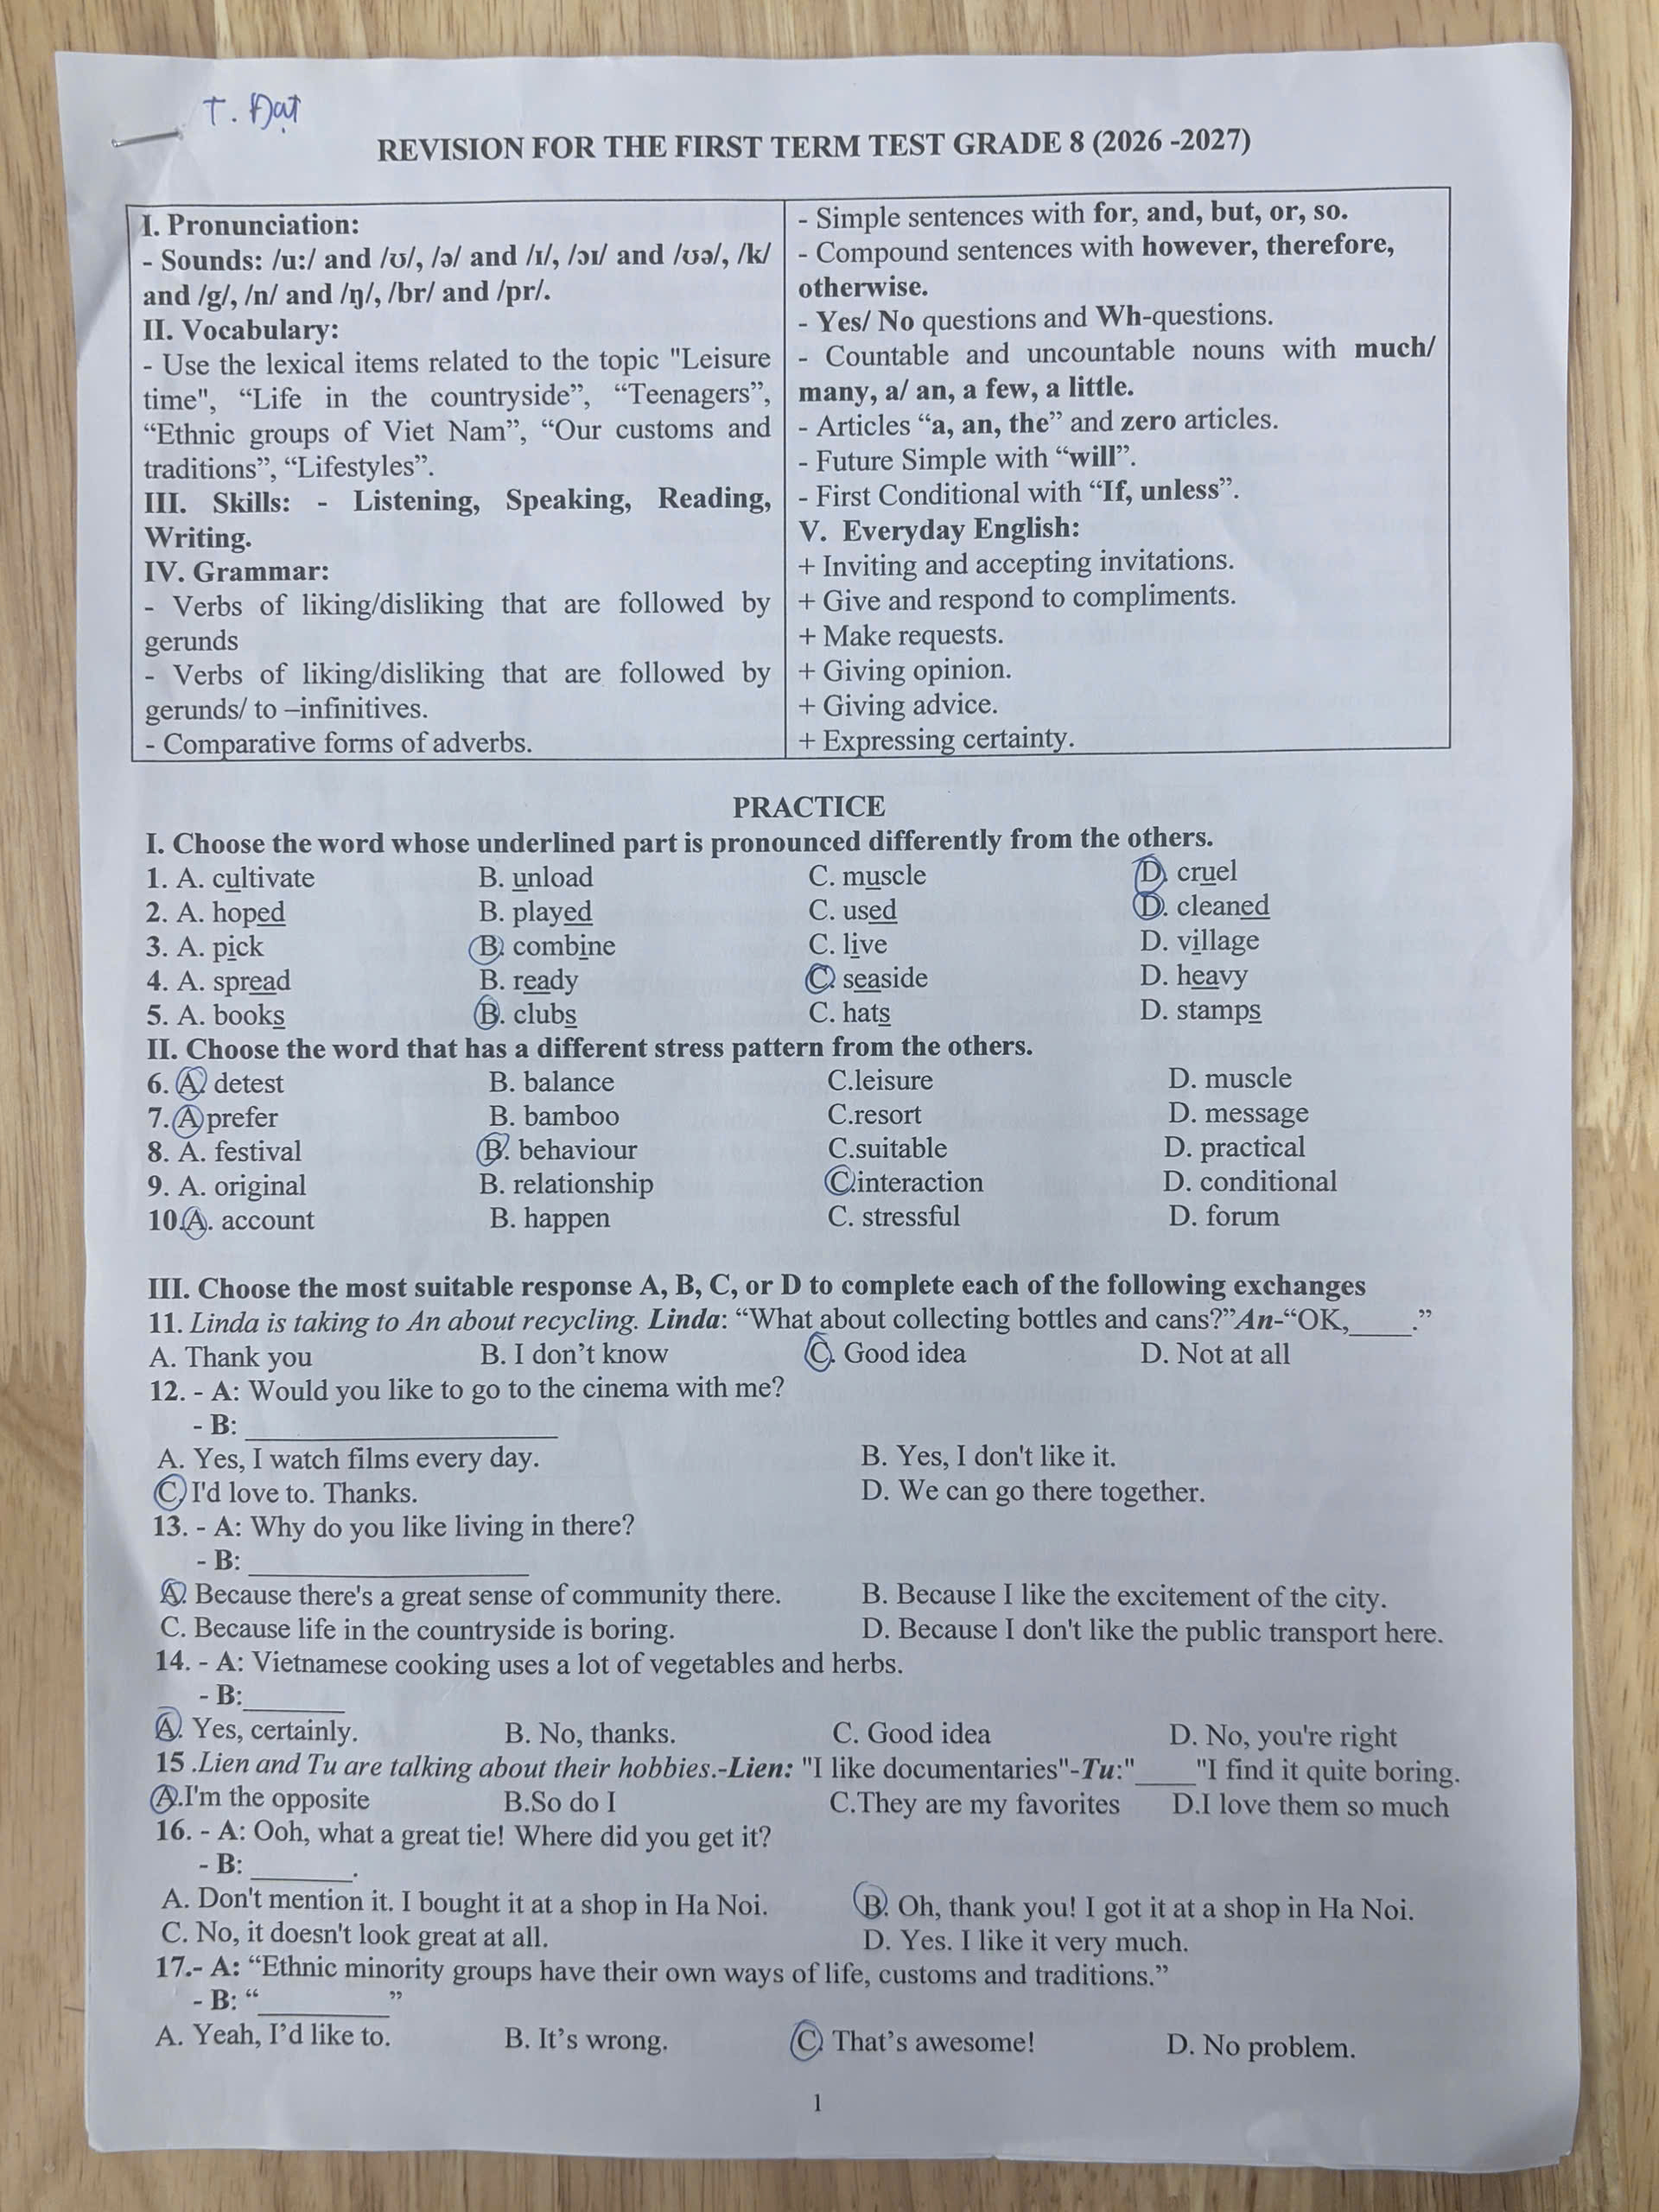 T. Đạt
REVISION FOR THE FIRST TERM TEST GRADE 8 (2026 -2027)
I. Pronunciation:
- Sounds: /u:/ and /ʊ/, /ə/ and /ɪ/, /ɔɪ/ and /ʊə/, /k/
and /g/, /n/ and /ŋ/, /br/ and /pr/.
II. Vocabulary:
- Use the lexical items related to the topic "Leisure
time", “Life in the countryside”, “Teenagers”,
“Ethnic groups of Viet Nam”, “Our customs and
traditions”, “Lifestyles”.
III. Skills: - Listening, Speaking, Reading,
Writing.
IV. Grammar:
- Verbs of liking/disliking that are followed by
gerunds
- Verbs of liking/disliking that are followed by
gerunds/ to –infinitives.
- Comparative forms of adverbs.
- Simple sentences with for, and, but, or, so.
- Compound sentences with however, therefore,
otherwise.
- Yes/ No questions and Wh-questions.
- Countable and uncountable nouns with much/
many, a/ an, a few, a little.
- Articles “a, an, the” and zero articles.
- Future Simple with “will”.
- First Conditional with “If, unless”.
V. Everyday English:
+ Inviting and accepting invitations.
+ Give and respond to compliments.
+ Make requests.
+ Giving opinion.
+ Giving advice.
+ Expressing certainty.
PRACTICE
I. Choose the word whose underlined part is pronounced differently from the others.
1. A. cultivate B. unload C. muscle D. cruel
2. A. hoped B. played C. used D. cleaned
3. A. pick B. combine C. live D. village
4. A. spread B. ready C. seaside D. heavy
5. A. books B. clubs C. hats D. stamps
II. Choose the word that has a different stress pattern from the others.
6. A. detest B. balance C.leisure D. muscle
7. A prefer B. bamboo C.resort D. message
8. A. festival B. behaviour C.suitable D. practical
9. A. original B. relationship C.interaction D. conditional
10.A. account B. happen C. stressful D. forum
III. Choose the most suitable response A, B, C, or D to complete each of the following exchanges
11. Linda is taking to An about recycling. Linda: “What about collecting bottles and cans?”An-“OK,_____.”
A. Thank you B. I don’t know C. Good idea D. Not at all
12. - A: Would you like to go to the cinema with me?
- B: ____________________
A. Yes, I watch films every day. B. Yes, I don't like it.
C. I'd love to. Thanks. D. We can go there together.
13. - A: Why do you like living in there?
- B: ____________________
A. Because there's a great sense of community there. B. Because I like the excitement of the city.
C. Because life in the countryside is boring. D. Because I don't like the public transport here.
14. - A: Vietnamese cooking uses a lot of vegetables and herbs.
- B:________
A. Yes, certainly. B. No, thanks. C. Good idea D. No, you're right
15 .Lien and Tu are talking about their hobbies.-Lien: "I like documentaries"-Tu:"_____"I find it quite boring.
A.I'm the opposite B.So do I C.They are my favorites D.I love them so much
16. - A: Ooh, what a great tie! Where did you get it?
- B: ________.
A. Don't mention it. I bought it at a shop in Ha Noi. B. Oh, thank you! I got it at a shop in Ha Noi.
C. No, it doesn't look great at all. D. Yes. I like it very much.
17.- A: “Ethnic minority groups have their own ways of life, customs and traditions.”
- B: “__________”
A. Yeah, I’d like to. B. It’s wrong. C. That’s awesome! D. No problem.
1